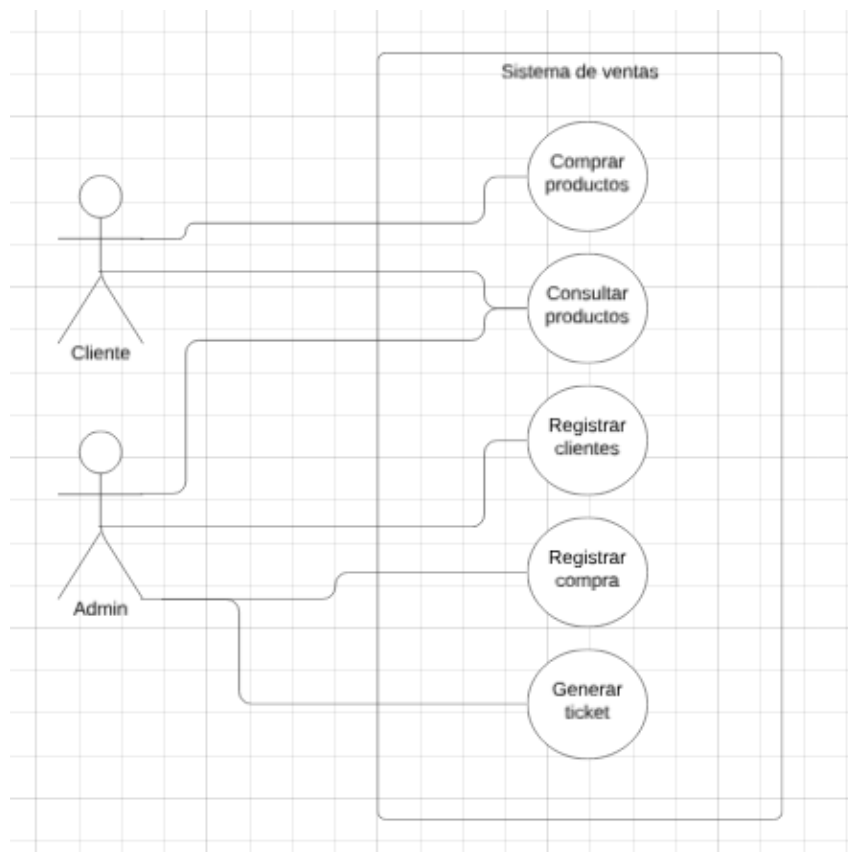 Sistema de ventas
Comprar
productos
Consultar
productos
Cliente
Registrar
clientes
Registrar
compra
Admin
Generar
ticket